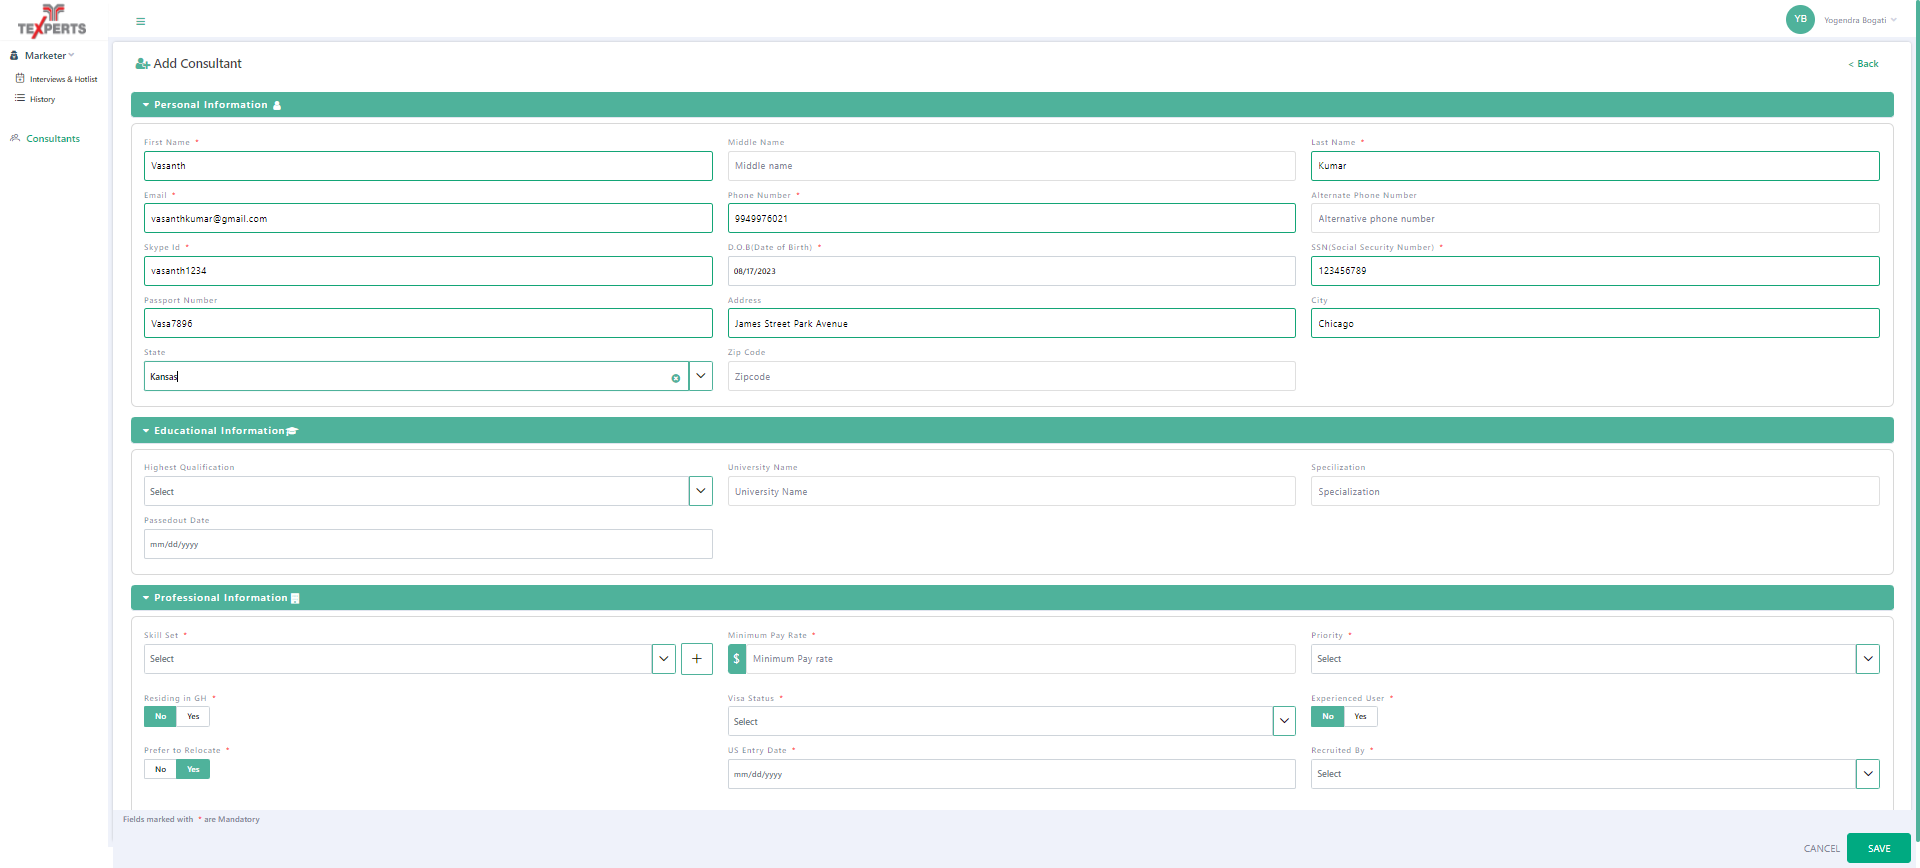 TEXPERTS
YB Yogendra Bogati
Marketer
Interviews & Hotlist
History
Consultants
Add Consultant
< Back
Personal Information
First Name * Middle Name Last Name *
Vasanth Middle name Kumar
Email * Phone Number * Alternate Phone Number
vasanthkumar@gmail.com 9949976021 Alternative phone number
Skype Id * D.O.B(Date of Birth) * SSN(Social Security Number) *
vasanth1234 08/17/2023 123456789
Passport Number Address City
Vasa7896 James Street Park Avenue Chicago
State Zip Code
Kansas Zipcode
Educational Information
Highest Qualification University Name Specilization
Select University Name Specialization
Passedout Date
mm/dd/yyyy
Professional Information
Skill Set * Minimum Pay Rate * Priority *
Select + $ Minimum Pay rate Select
Residing in GH * Visa Status * Experienced User *
No Yes Select No Yes
Prefer to Relocate * US Entry Date * Recruited By *
No Yes mm/dd/yyyy Select
Fields marked with * are Mandatory
CANCEL SAVE